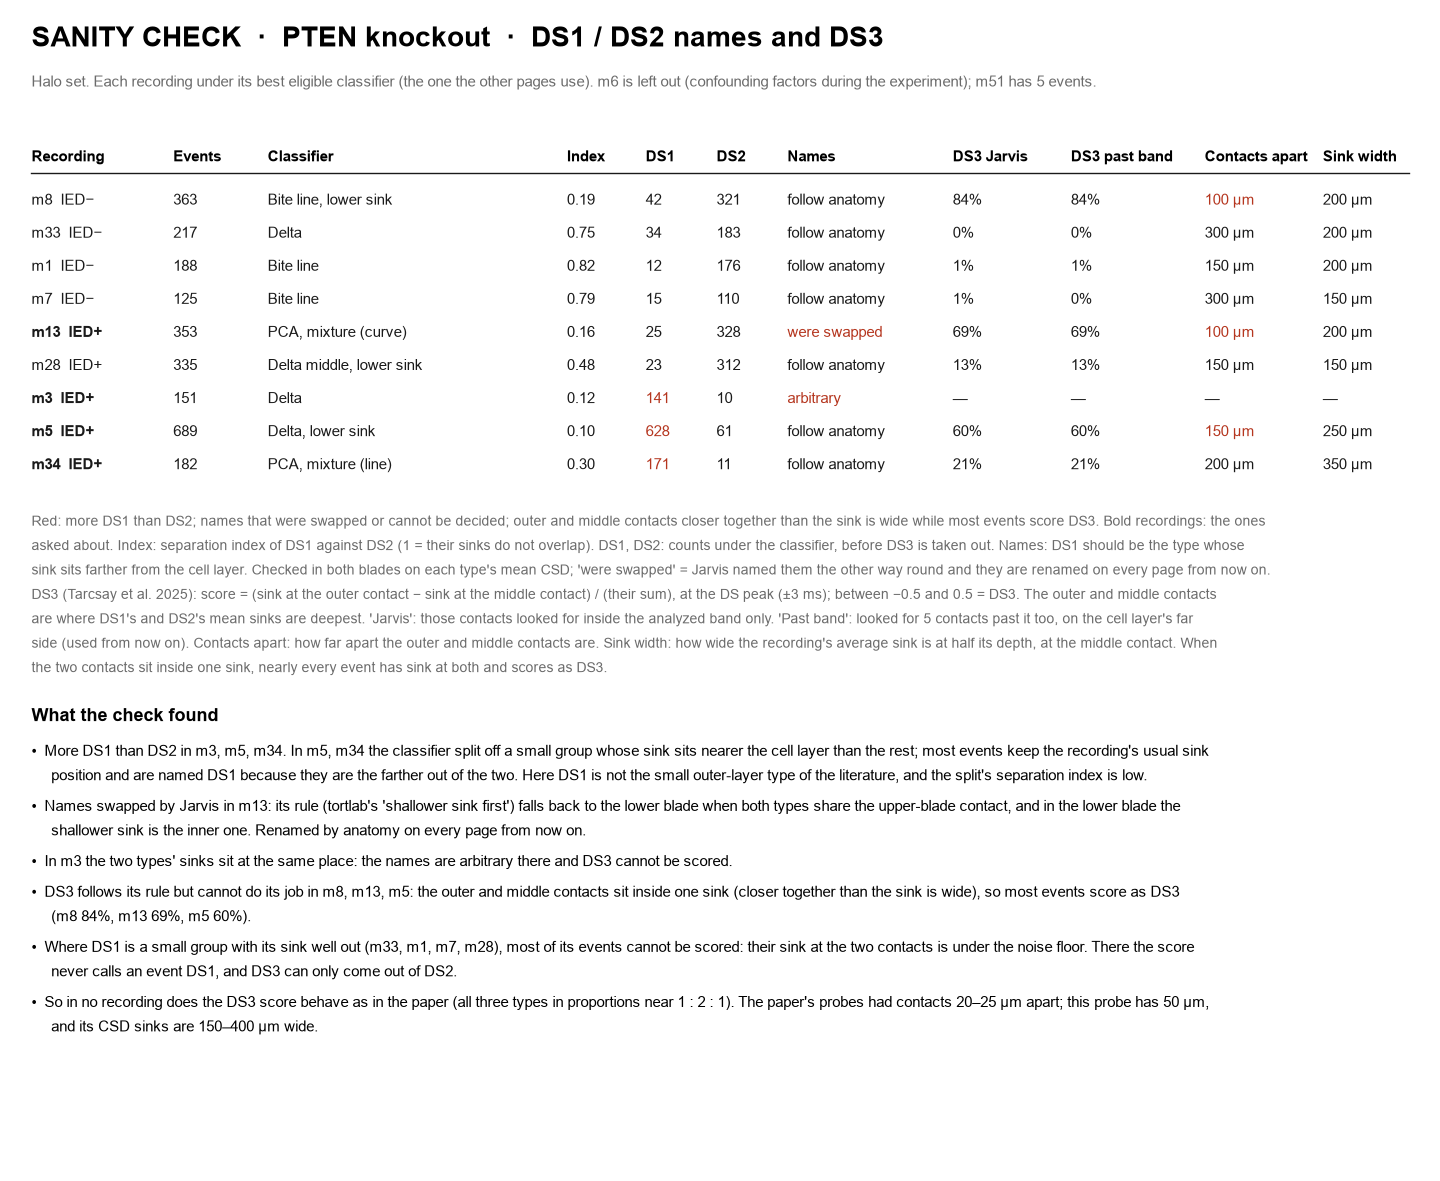 SANITY CHECK · PTEN knockout · DS1 / DS2 names and DS3
Halo set. Each recording under its best eligible classifier (the one the other pages use). m6 is left out (confounding factors during the experiment); m51 has 5 events.
Recording Events Classifier Index DS1 DS2 Names DS3 Jarvis DS3 past band Contacts apart Sink width
m8 IED− 363 Bite line, lower sink 0.19 42 321 follow anatomy 84% 84% 100 µm 200 µm
m33 IED− 217 Delta 0.75 34 183 follow anatomy 0% 0% 300 µm 200 µm
m1 IED− 188 Bite line 0.82 12 176 follow anatomy 1% 1% 150 µm 200 µm
m7 IED− 125 Bite line 0.79 15 110 follow anatomy 1% 0% 300 µm 150 µm
m13 IED+ 353 PCA, mixture (curve) 0.16 25 328 were swapped 69% 69% 100 µm 200 µm
m28 IED+ 335 Delta middle, lower sink 0.48 23 312 follow anatomy 13% 13% 150 µm 150 µm
m3 IED+ 151 Delta 0.12 141 10 arbitrary — — — —
m5 IED+ 689 Delta, lower sink 0.10 628 61 follow anatomy 60% 60% 150 µm 250 µm
m34 IED+ 182 PCA, mixture (line) 0.30 171 11 follow anatomy 21% 21% 200 µm 350 µm
Red: more DS1 than DS2; names that were swapped or cannot be decided; outer and middle contacts closer together than the sink is wide while most events score DS3. Bold recordings: the ones
asked about. Index: separation index of DS1 against DS2 (1 = their sinks do not overlap). DS1, DS2: counts under the classifier, before DS3 is taken out. Names: DS1 should be the type whose
sink sits farther from the cell layer. Checked in both blades on each type's mean CSD; 'were swapped' = Jarvis named them the other way round and they are renamed on every page from now on.
DS3 (Tarcsay et al. 2025): score = (sink at the outer contact − sink at the middle contact) / (their sum), at the DS peak (±3 ms); between −0.5 and 0.5 = DS3. The outer and middle contacts
are where DS1's and DS2's mean sinks are deepest. 'Jarvis': those contacts looked for inside the analyzed band only. 'Past band': looked for 5 contacts past it too, on the cell layer's far
side (used from now on). Contacts apart: how far apart the outer and middle contacts are. Sink width: how wide the recording's average sink is at half its depth, at the middle contact. When
the two contacts sit inside one sink, nearly every event has sink at both and scores as DS3.
What the check found
• More DS1 than DS2 in m3, m5, m34. In m5, m34 the classifier split off a small group whose sink sits nearer the cell layer than the rest; most events keep the recording's usual sink
position and are named DS1 because they are the farther out of the two. Here DS1 is not the small outer-layer type of the literature, and the split's separation index is low.
• Names swapped by Jarvis in m13: its rule (tortlab's 'shallower sink first') falls back to the lower blade when both types share the upper-blade contact, and in the lower blade the
shallower sink is the inner one. Renamed by anatomy on every page from now on.
• In m3 the two types' sinks sit at the same place: the names are arbitrary there and DS3 cannot be scored.
• DS3 follows its rule but cannot do its job in m8, m13, m5: the outer and middle contacts sit inside one sink (closer together than the sink is wide), so most events score as DS3
(m8 84%, m13 69%, m5 60%).
• Where DS1 is a small group with its sink well out (m33, m1, m7, m28), most of its events cannot be scored: their sink at the two contacts is under the noise floor. There the score
never calls an event DS1, and DS3 can only come out of DS2.
• So in no recording does the DS3 score behave as in the paper (all three types in proportions near 1 : 2 : 1). The paper's probes had contacts 20–25 µm apart; this probe has 50 µm,
and its CSD sinks are 150–400 µm wide.